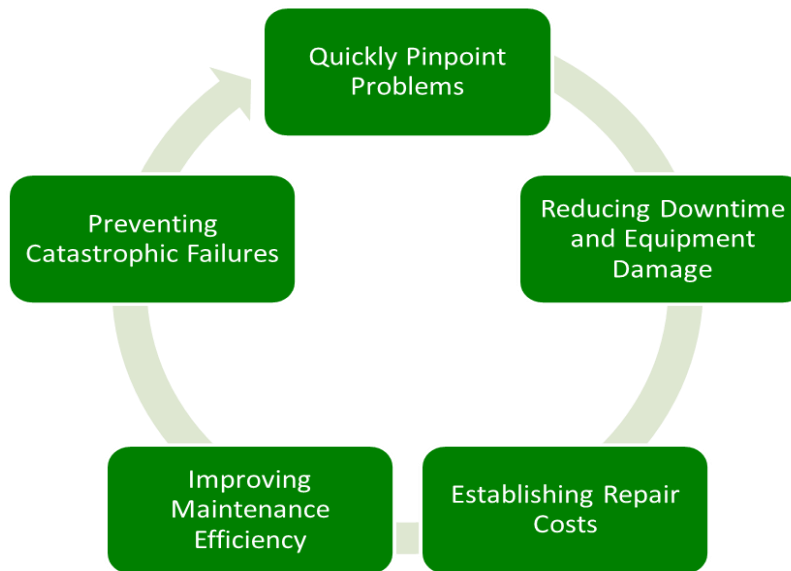 Quickly Pinpoint
Problems
Reducing Downtime
and Equipment
Damage
Establishing Repair
Costs
Improving
Maintenance
Efficiency
Preventing
Catastrophic Failures